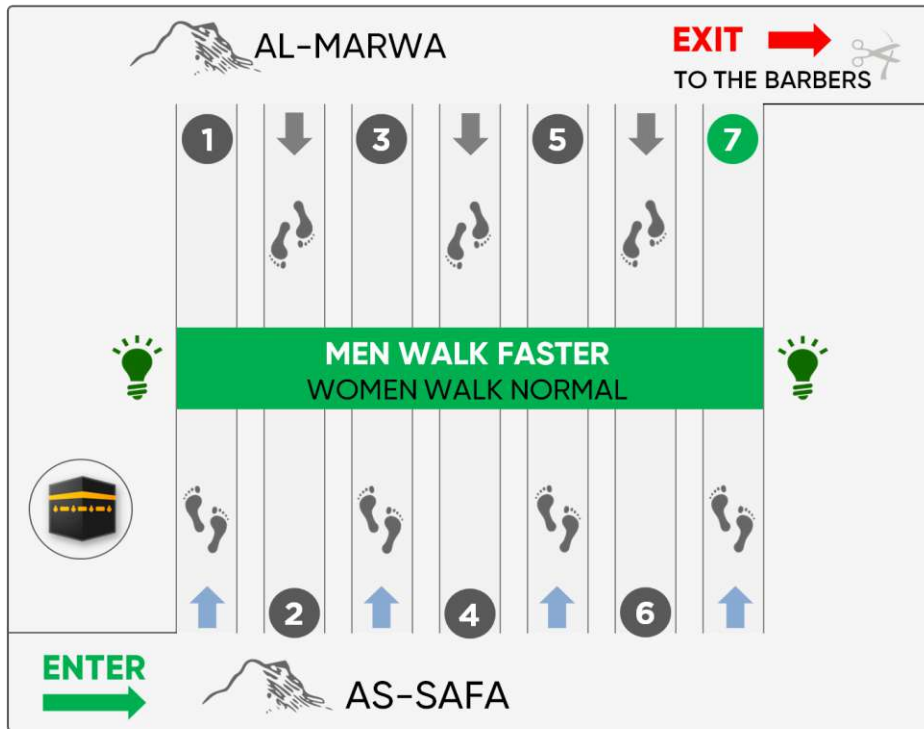 AL-MARWA
EXIT
TO THE BARBERS
1
3
5
7
MEN WALK FASTER
WOMEN WALK NORMAL
2
4
6
ENTER
AS-SAFA